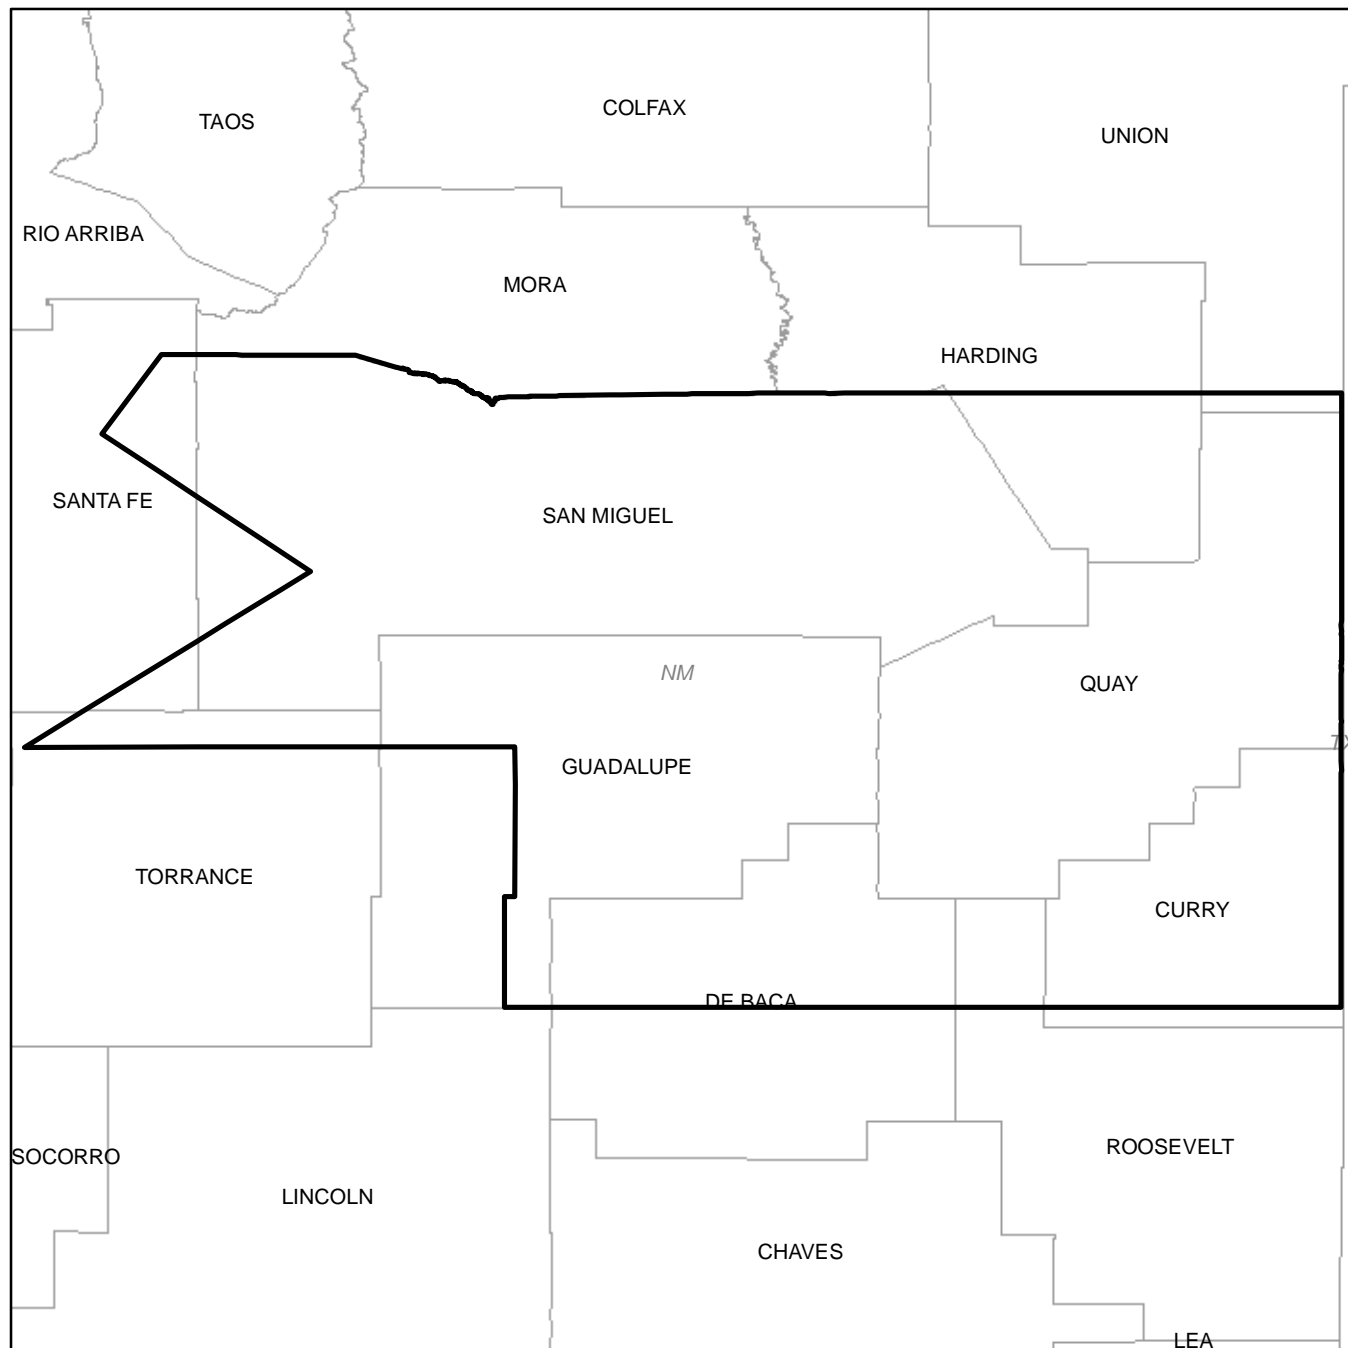 COLFAX
TAOS
UNION
RIO ARRIBA
MORA
HARDING
SANTA FE
SAN MIGUEL
NM
QUAY
GUADALUPE
TORRANCE
CURRY
DE BACA
ROOSEVELT
SOCORRO
LINCOLN
CHAVES
LEA